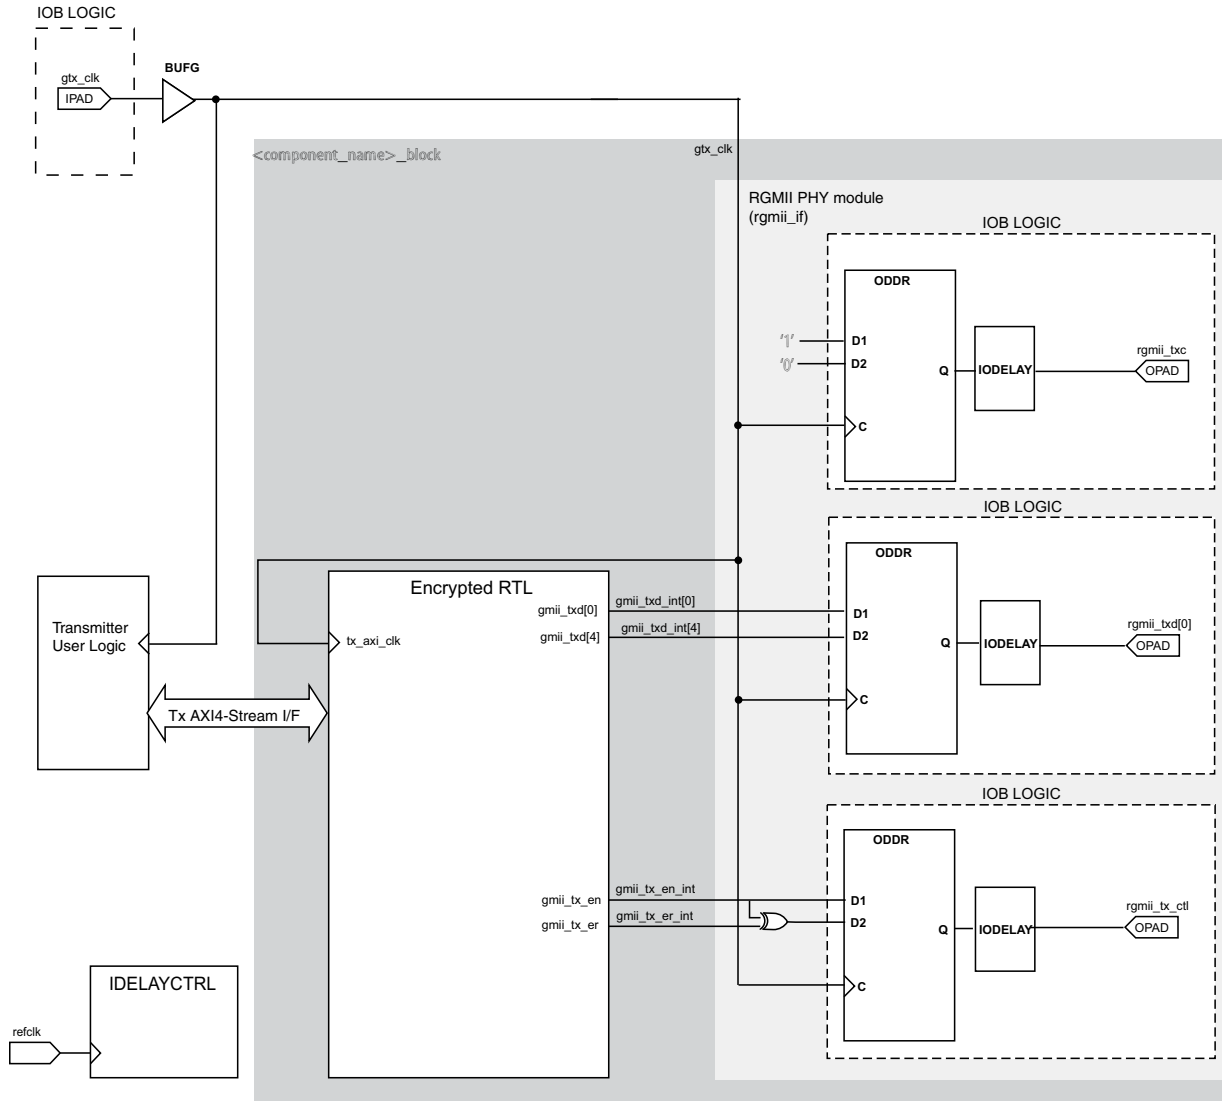 IOB LOGIC
gtx_clk
IPAD
BUFG
<component_name>_block
gtx_clk
RGMII PHY module
(rgmii_if)
IOB LOGIC
ODDR
'1'
D1
'0'
D2
Q
IODELAY
rgmii_txc
OPAD
C
IOB LOGIC
ODDR
Encrypted RTL
gmii_txd[0]
gmii_txd_int[0]
D1
gmii_txd[4]
gmii_txd_int[4]
D2
Q
IODELAY
rgmii_txd[0]
OPAD
C
Transmitter
User Logic
tx_axi_clk
Tx AXI4-Stream I/F
IOB LOGIC
ODDR
gmii_tx_en
gmii_tx_en_int
D1
gmii_tx_er
gmii_tx_er_int
D2
Q
IODELAY
rgmii_tx_ctl
OPAD
C
IDELAYCTRL
refclk